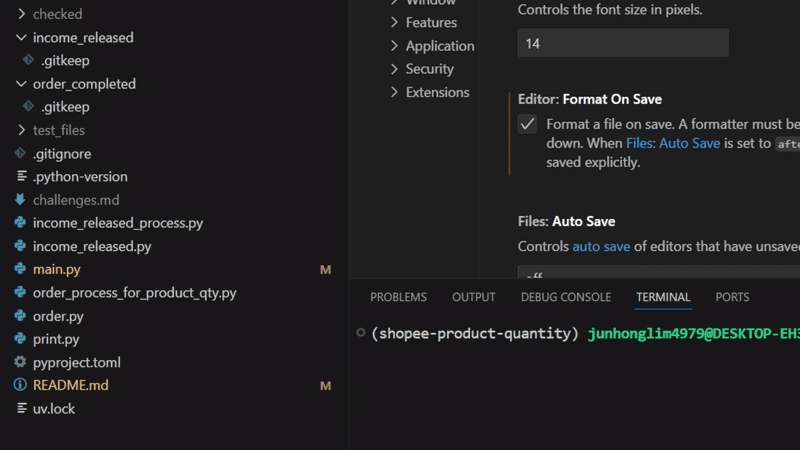 checked
income_released
.gitkeep
order_completed
.gitkeep
test_files
.gitignore
.python-version
challenges.md
income_released_process.py
income_released.py
main.py M
order_process_for_product_qty.py
order.py
print.py
pyproject.toml
README.md M
uv.lock
Window
Features
Application
Security
Extensions
Controls the font size in pixels.
14
Editor: Format On Save
Format a file on save. A formatter must be
down. When Files: Auto Save is set to afte
saved explicitly.
Files: Auto Save
Controls auto save of editors that have unsave
off
PROBLEMS OUTPUT DEBUG CONSOLE TERMINAL PORTS
(shopee-product-quantity) junhonglim4979@DESKTOP-EH3